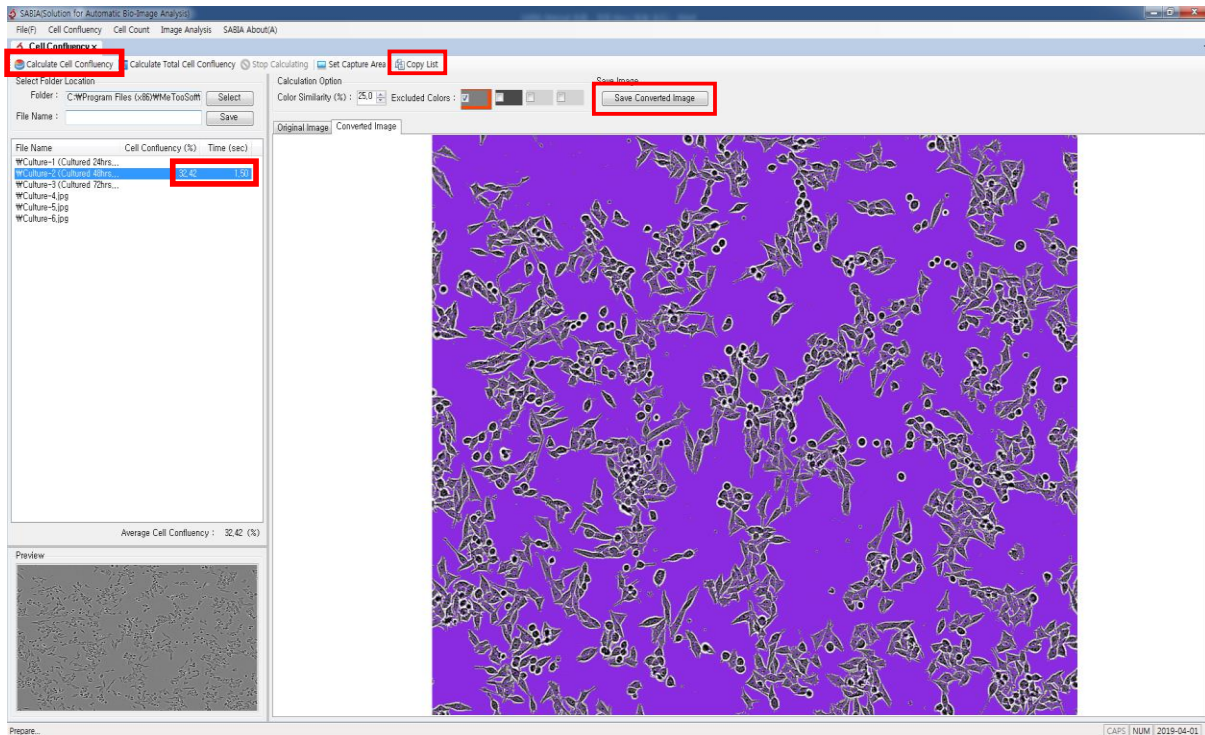 SABIA(Solution for Automatic Bio-Image Analysis)
File(F) Cell Confluency Cell Count Image Analysis SABIA About(A)
Cell Confluency ×
Calculate Cell Confluency Calculate Total Cell Confluency Stop Calculating Set Capture Area Copy List
Select Folder Location
Folder : C:₩Program Files (x86)₩MeTooSoft Select
File Name : Save
Calculation Option
Color Similarity (%) : 25,0 Excluded Colors :
Save Image
Save Converted Image
Original Image Converted Image
File Name Cell Confluency (%) Time (sec)
₩Culture-1 (Cultured 24hrs...
₩Culture-2 (Cultured 48hrs... 32,42 1,50
₩Culture-3 (Cultured 72hrs...
₩Culture-4.jpg
₩Culture-5.jpg
₩Culture-6.jpg
Average Cell Confluency : 32,42 (%)
Preview
Prepare...
CAPS NUM 2019-04-01